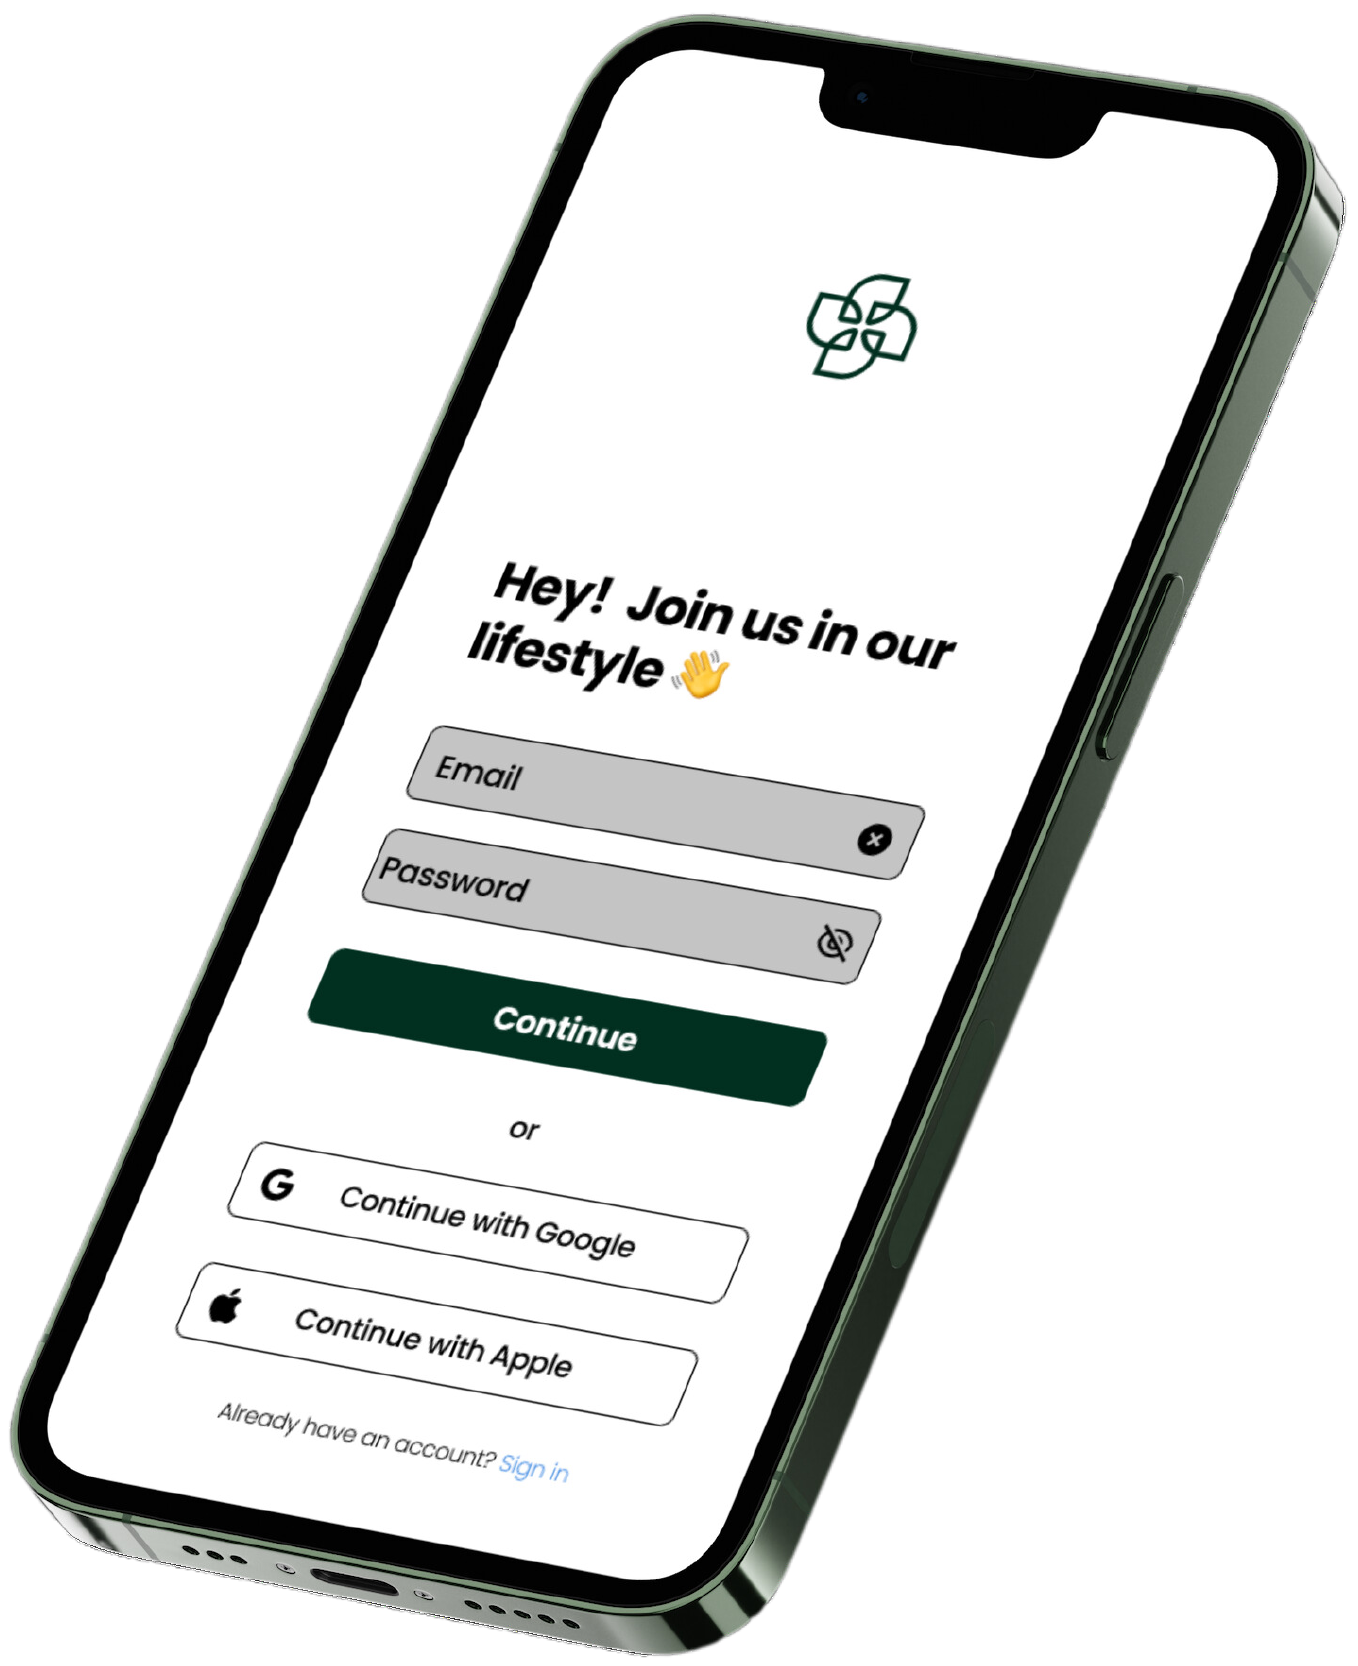 Hey! Join us in our
lifestyle 👋
Email
Password
Continue
or
Continue with Google
Continue with Apple
Already have an account? Sign in